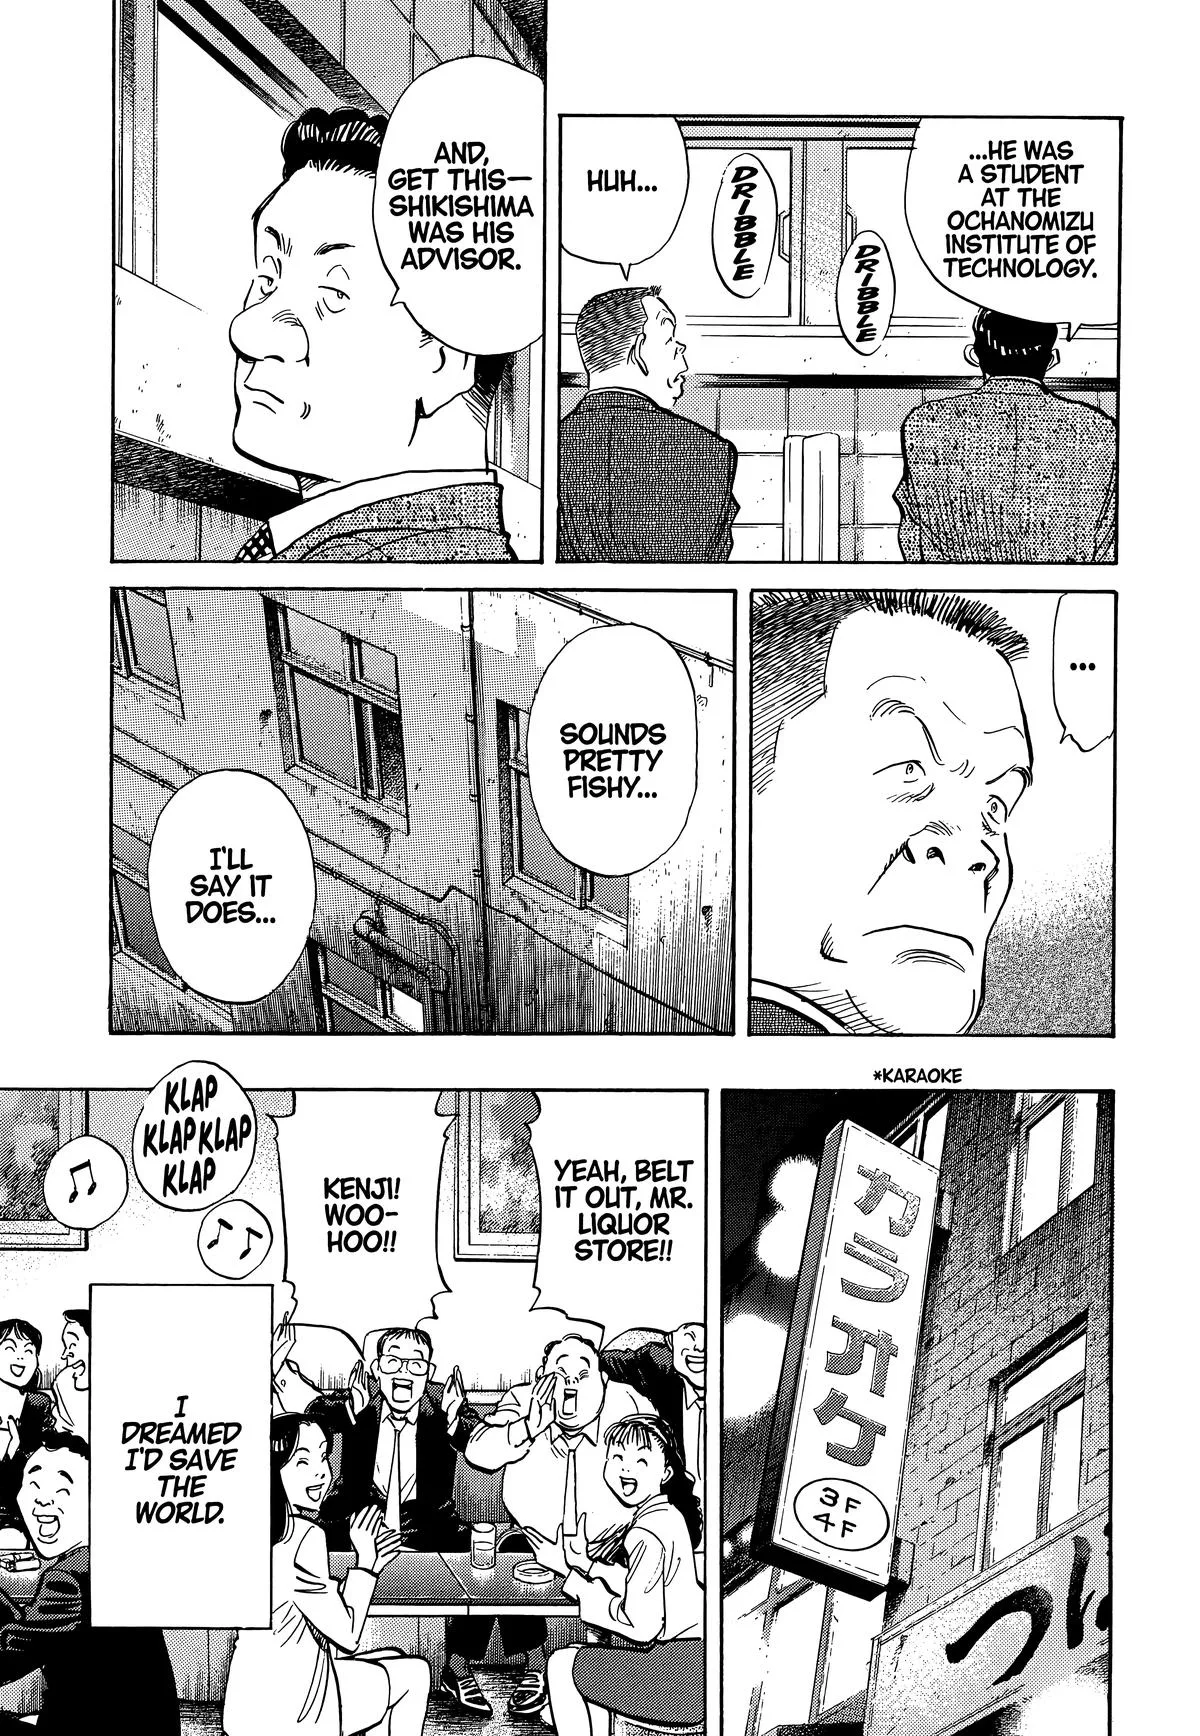 ...HE WAS
A STUDENT
AT THE
OCHANOMIZU
INSTITUTE OF
TECHNOLOGY.
DRIBBLE
DRIBBLE
HUH...
AND,
GET THIS—
SHIKISHIMA
WAS HIS
ADVISOR.
...
SOUNDS
PRETTY
FISHY...
I'LL
SAY IT
DOES...
*KARAOKE
カラオケ
3F
4F
YEAH, BELT
IT OUT, MR.
LIQUOR
STORE!!
KENJI!
WOO-
HOO!!
KLAP
KLAP KLAP
KLAP
I
DREAMED
I'D SAVE
THE
WORLD.